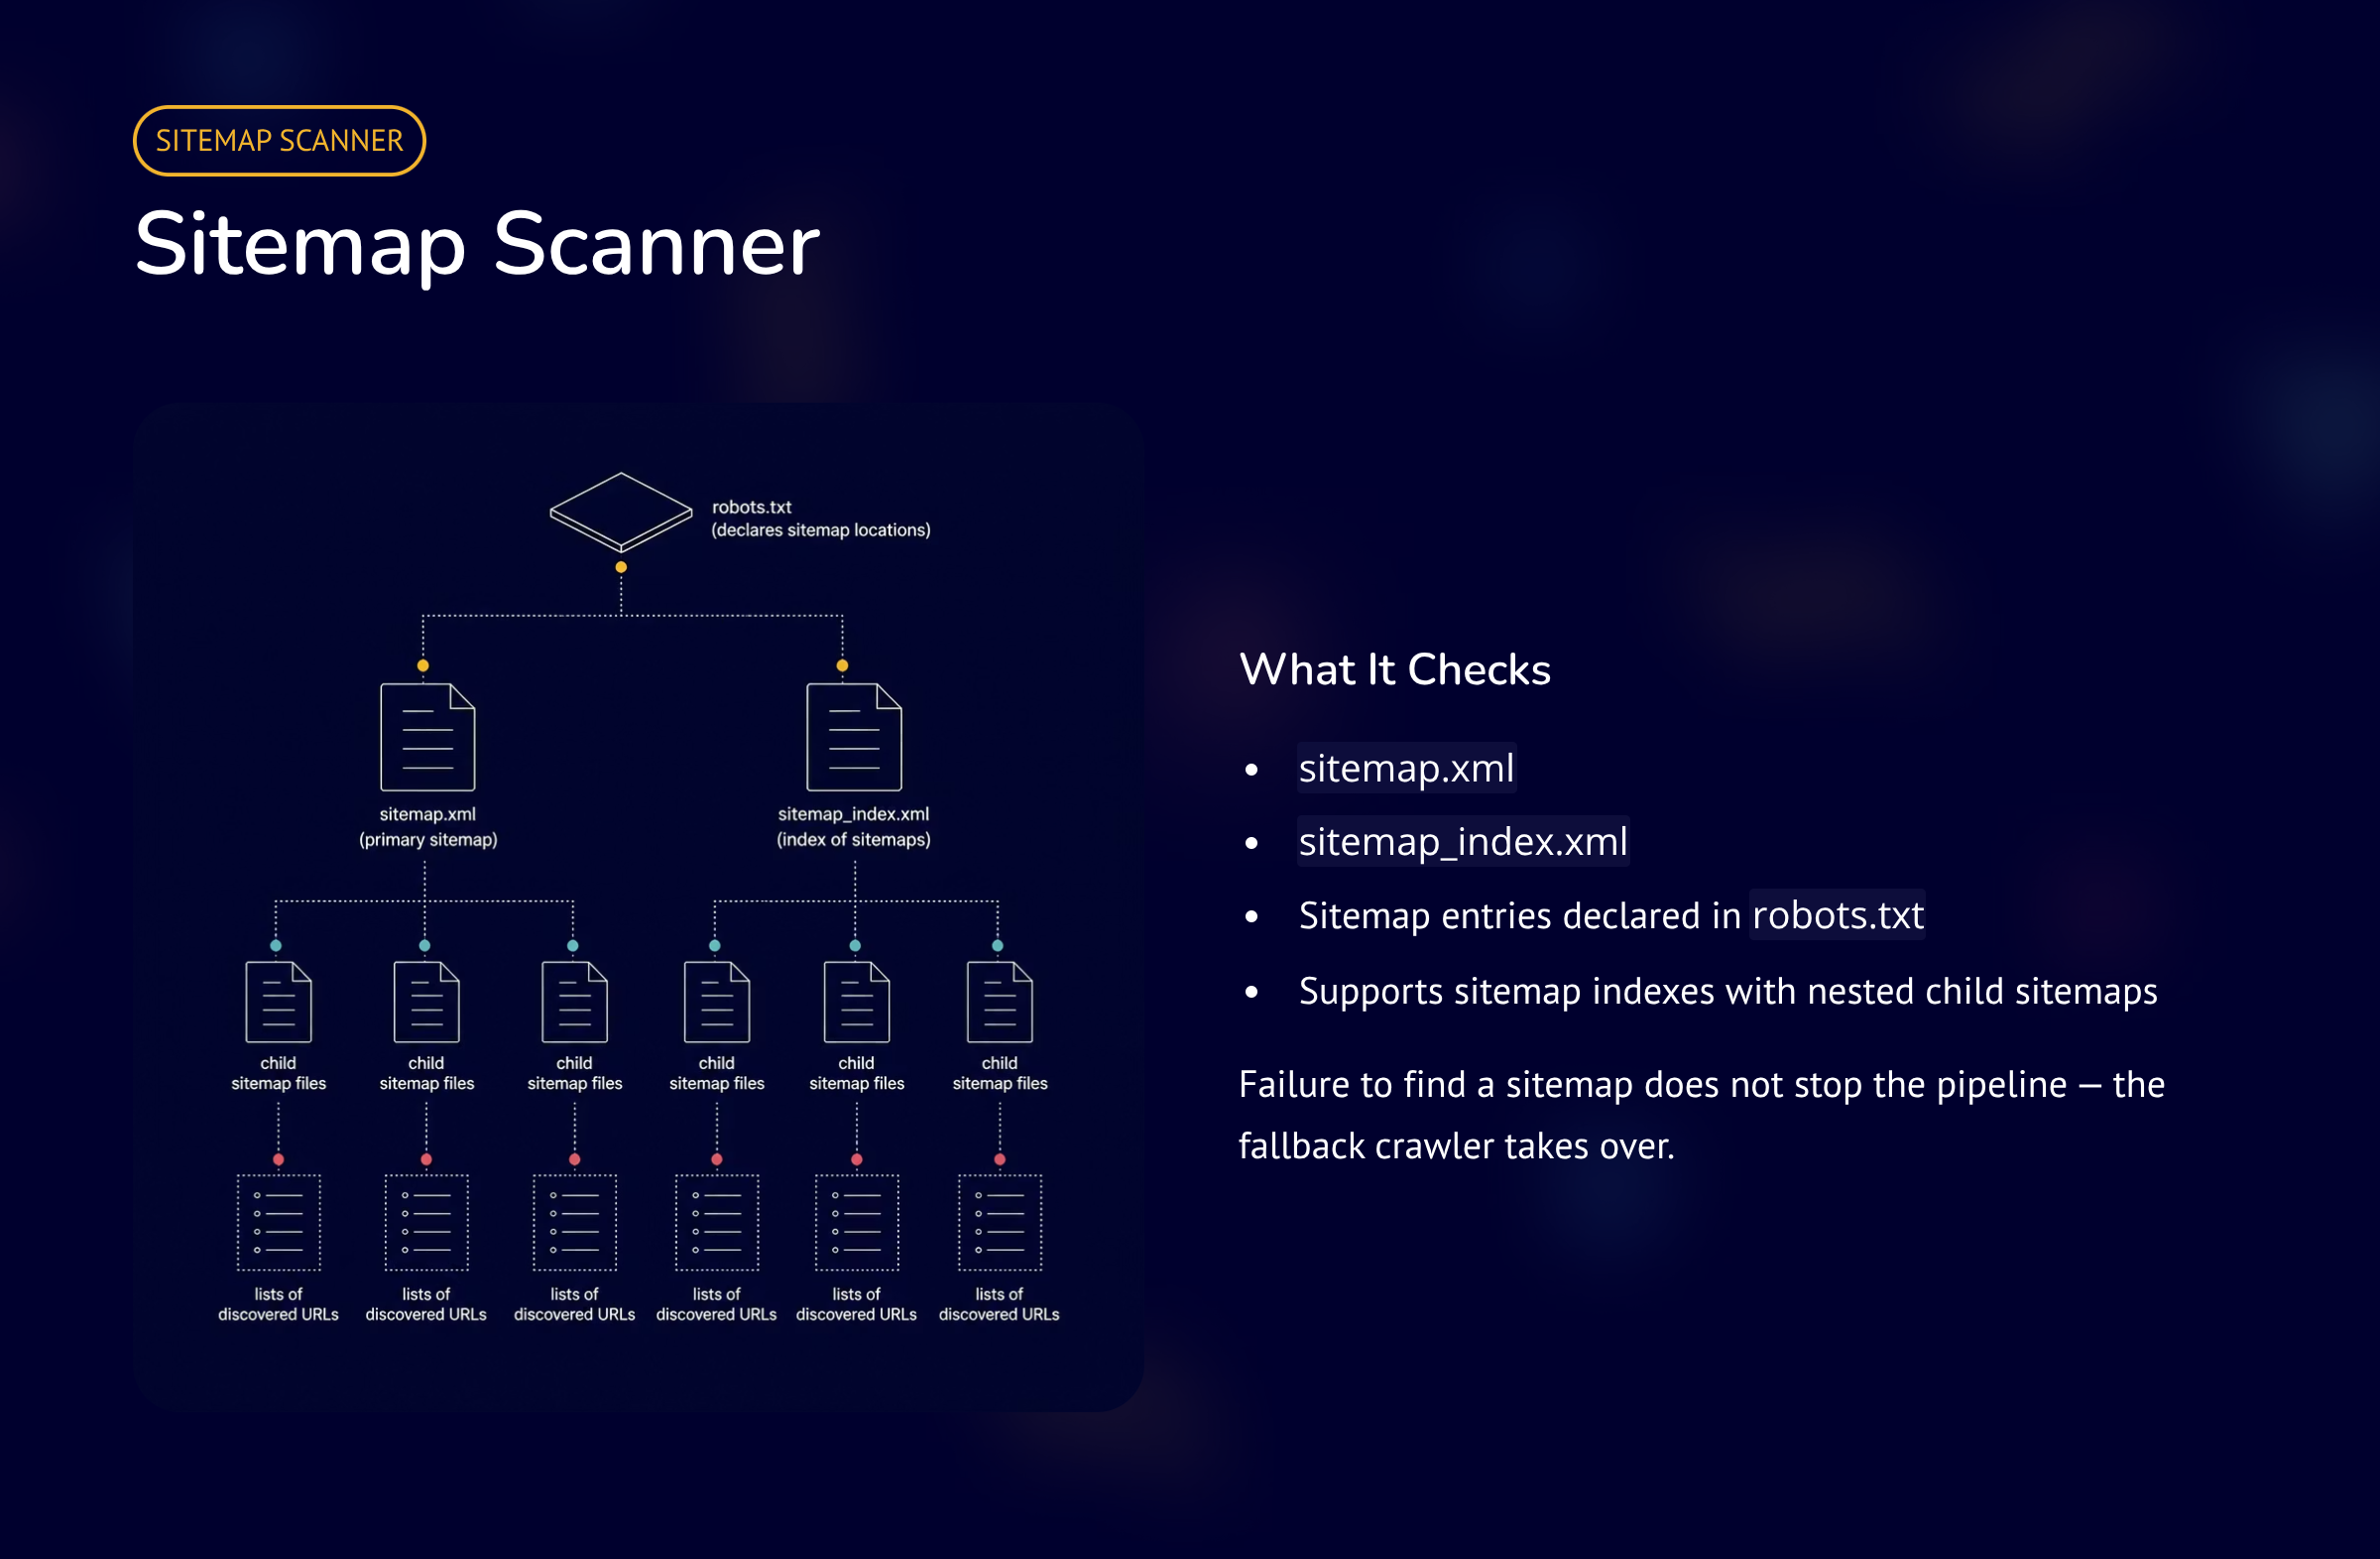 SITEMAP SCANNER
Sitemap Scanner
robots.txt
(declares sitemap locations)
sitemap.xml
(primary sitemap)
sitemap_index.xml
(index of sitemaps)
child
sitemap files
child
sitemap files
child
sitemap files
child
sitemap files
child
sitemap files
child
sitemap files
lists of
discovered URLs
lists of
discovered URLs
lists of
discovered URLs
lists of
discovered URLs
lists of
discovered URLs
lists of
discovered URLs
What It Checks
• sitemap.xml
• sitemap_index.xml
• Sitemap entries declared in robots.txt
• Supports sitemap indexes with nested child sitemaps
Failure to find a sitemap does not stop the pipeline — the
fallback crawler takes over.